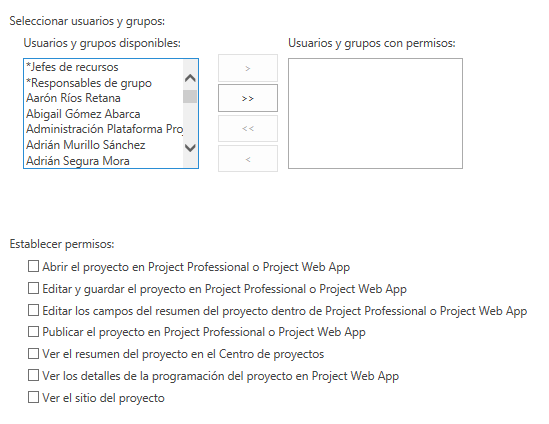 Seleccionar usuarios y grupos:
Usuarios y grupos disponibles:
Usuarios y grupos con permisos:
*Jefes de recursos
*Responsables de grupo
Aarón Ríos Retana
Abigail Gómez Abarca
Administración Plataforma Proy
Adrián Murillo Sánchez
Adrián Segura Mora
>
>>
<<
<
Establecer permisos:
Abrir el proyecto en Project Professional o Project Web App
Editar y guardar el proyecto en Project Professional o Project Web App
Editar los campos del resumen del proyecto dentro de Project Professional o Project Web App
Publicar el proyecto en Project Professional o Project Web App
Ver el resumen del proyecto en el Centro de proyectos
Ver los detalles de la programación del proyecto en Project Web App
Ver el sitio del proyecto